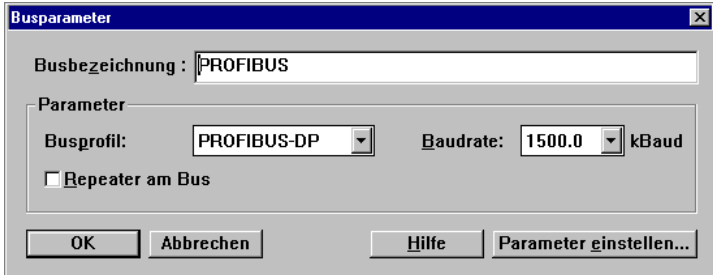 Busparameter
Busbezeichnung : PROFIBUS
Parameter
Busprofil: PROFIBUS-DP Baudrate: 1500.0 kBaud
Repeater am Bus
OK Abbrechen Hilfe Parameter einstellen...